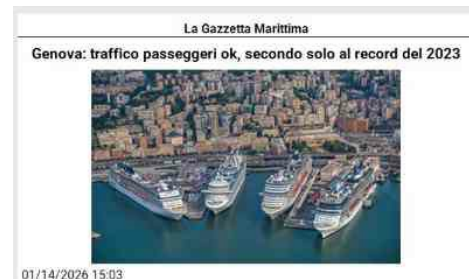 La Gazzetta Marittima
Genova: traffico passeggeri ok, secondo solo al record del 2023
01/14/2026 15:03